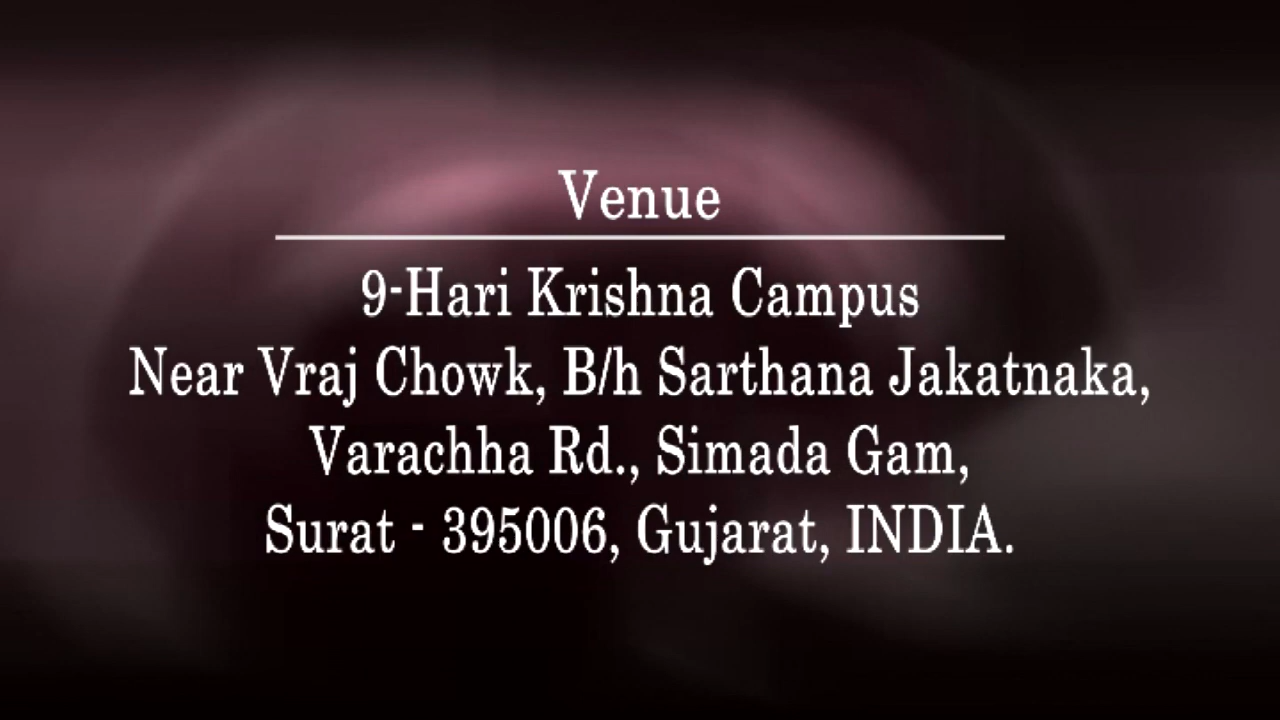 Venue
9-Hari Krishna Campus
Near Vraj Chowk, B/h Sarthana Jakatnaka,
Varachha Rd., Simada Gam,
Surat - 395006, Gujarat, INDIA.